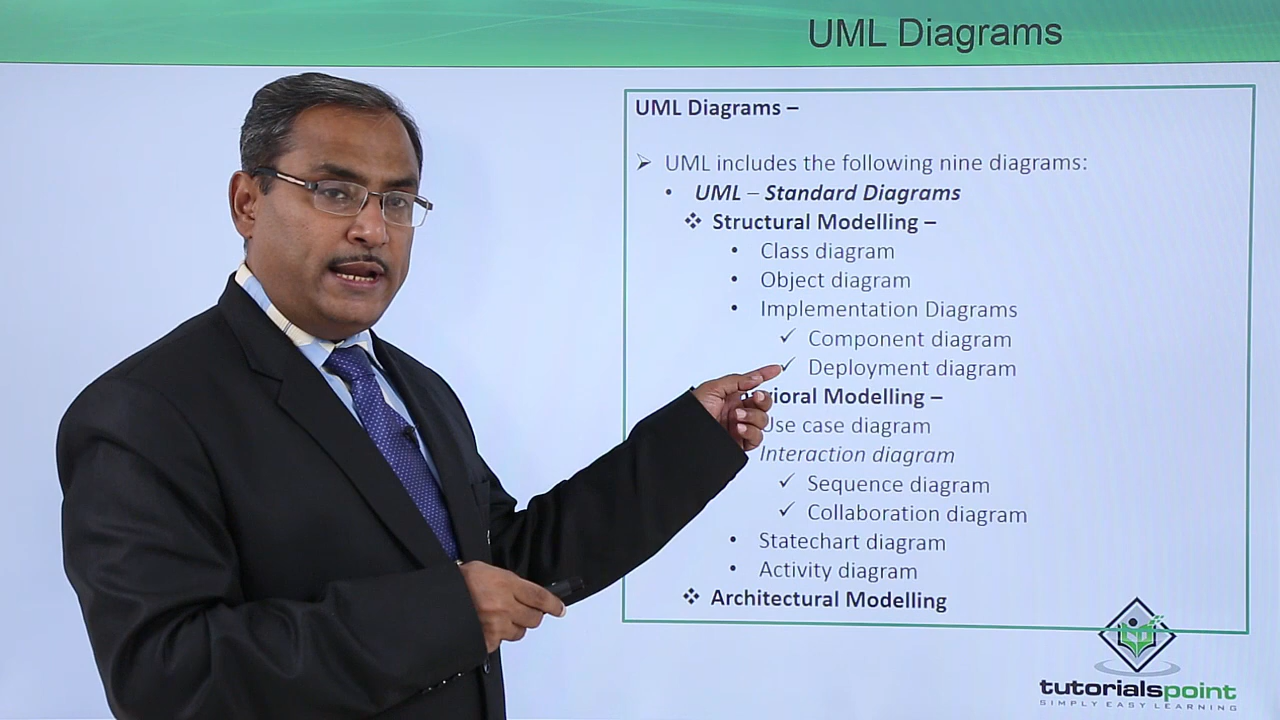 UML Diagrams
UML Diagrams –
UML includes the following nine diagrams:
UML – Standard Diagrams
Structural Modelling –
Class diagram
Object diagram
Implementation Diagrams
Component diagram
Deployment diagram
Modelling –
Use case diagram
Interaction diagram
Sequence diagram
Collaboration diagram
Statechart diagram
Activity diagram
Architectural Modelling
tutorialspoint
SIMPLY EASY LEARNING